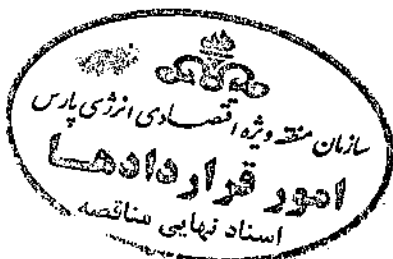 سازمان منطقه ویژه اقتصادی انرژی پارس
امور قراردادها
اسناد نهایی مناقصه